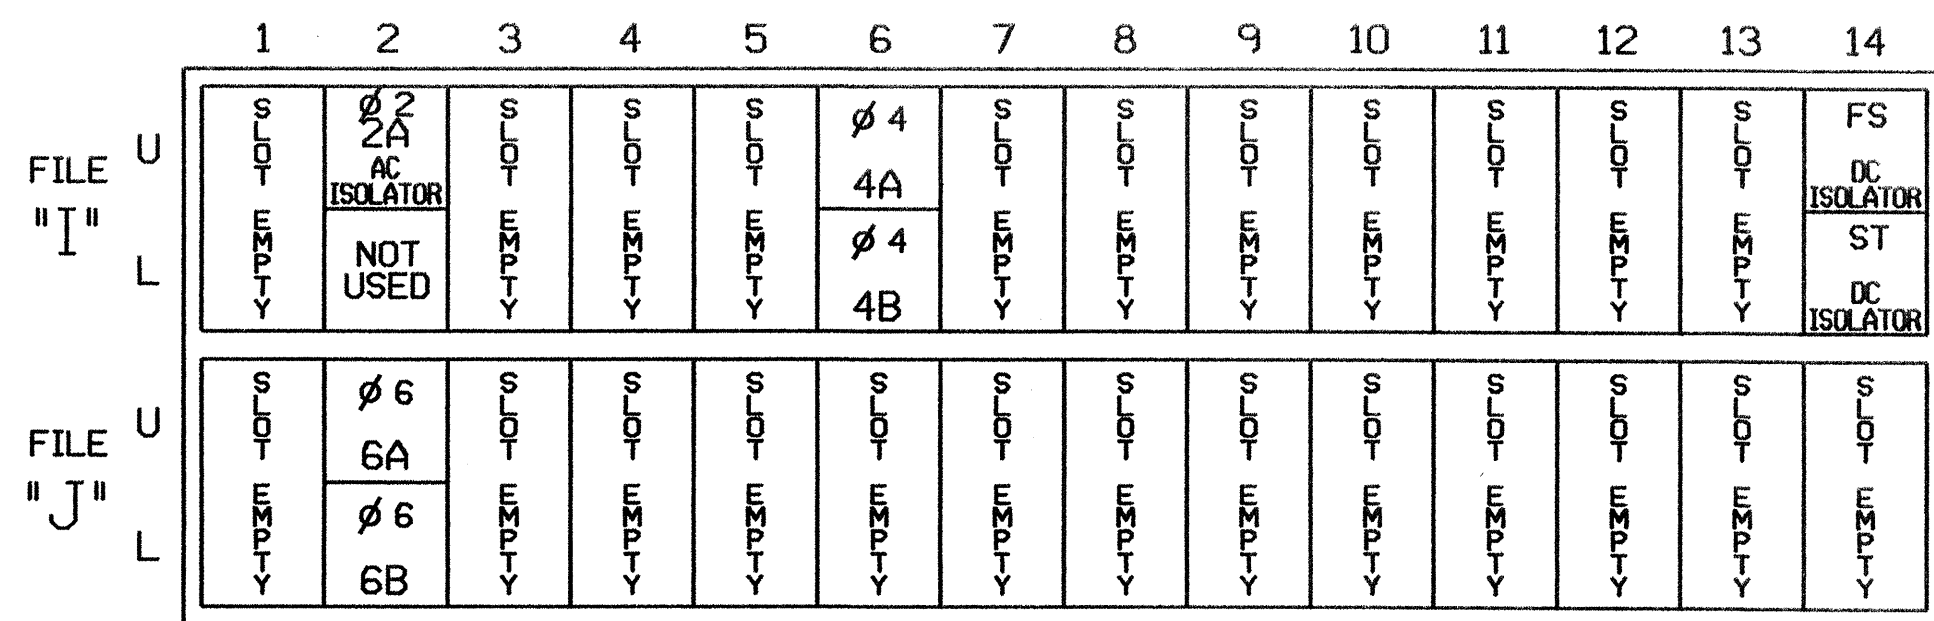 1 2 3 4 5 6 7 8 9 10 11 12 13 14
FILE "I"
U
L
SLOT EMPTY
ø 2
2A
AC
ISOLATOR
NOT
USED
SLOT EMPTY
SLOT EMPTY
SLOT EMPTY
ø 4
4A
ø 4
4B
SLOT EMPTY
SLOT EMPTY
SLOT EMPTY
SLOT EMPTY
SLOT EMPTY
SLOT EMPTY
SLOT EMPTY
FS
DC
ISOLATOR
ST
DC
ISOLATOR
FILE "J"
U
L
SLOT EMPTY
ø 6
6A
ø 6
6B
SLOT EMPTY
SLOT EMPTY
SLOT EMPTY
SLOT EMPTY
SLOT EMPTY
SLOT EMPTY
SLOT EMPTY
SLOT EMPTY
SLOT EMPTY
SLOT EMPTY
SLOT EMPTY
SLOT EMPTY